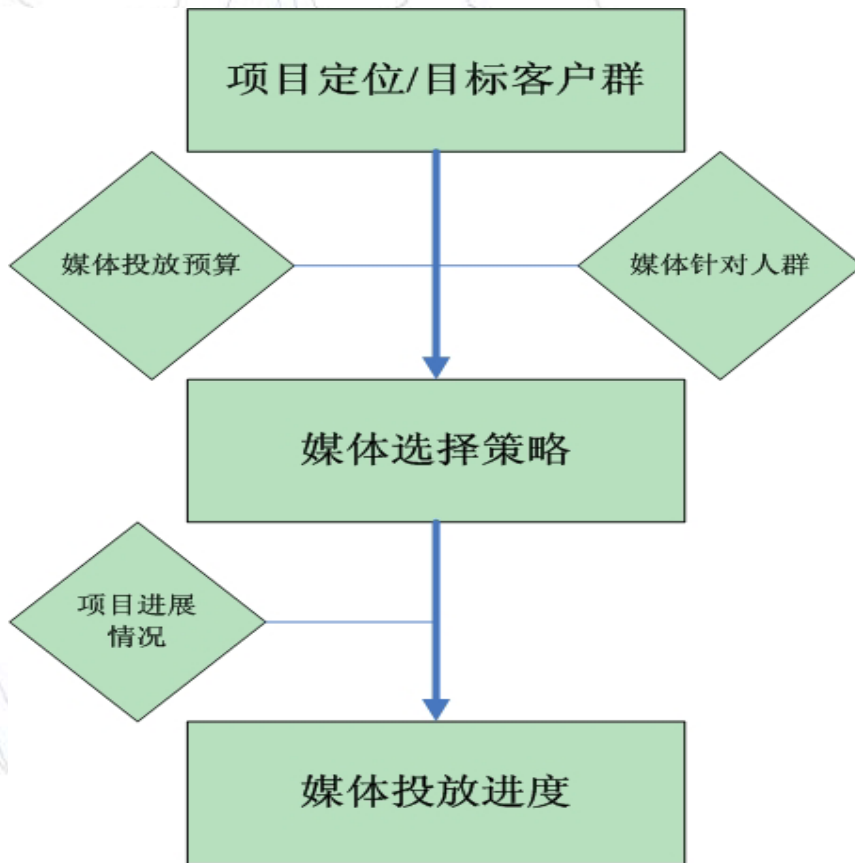 项目定位/目标客户群
媒体投放预算
媒体针对人群
媒体选择策略
项目进展
情况
媒体投放进度